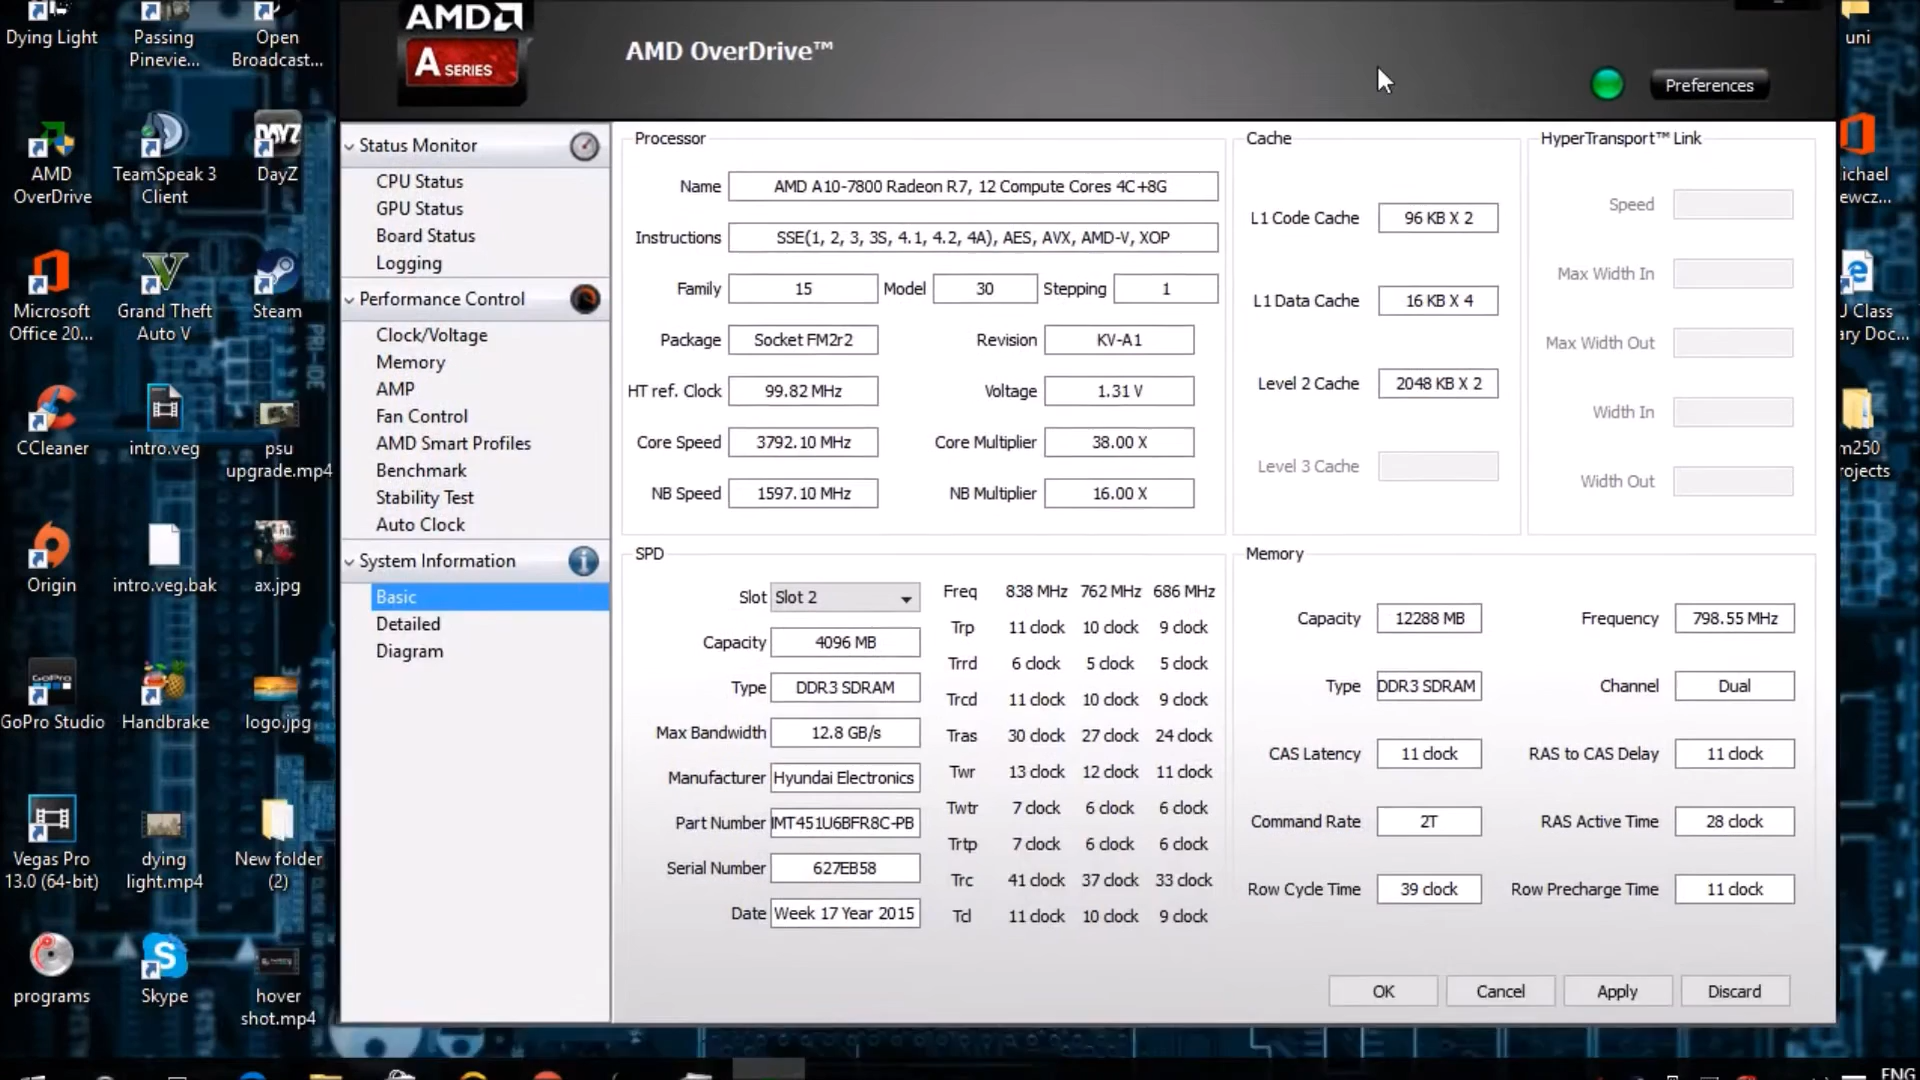 Dying Light
Passing
Pinevie...
Open
Broadcast...
AMD
OverDrive
TeamSpeak 3
Client
DAYZ
DayZ
Microsoft
Office 20...
Grand Theft
Auto V
Steam
CCleaner
intro.veg
psu
upgrade.mp4
Origin
intro.veg.bak
ax.jpg
GoPro
GoPro Studio
Handbrake
logo.jpg
Vegas Pro
13.0 (64-bit)
dying
light.mp4
New folder
(2)
programs
Skype
hover
shot.mp4
AMD
A SERIES
AMD OverDrive™
Preferences
Status Monitor
CPU Status
GPU Status
Board Status
Logging
Performance Control
Clock/Voltage
Memory
AMP
Fan Control
AMD Smart Profiles
Benchmark
Stability Test
Auto Clock
System Information
Basic
Detailed
Diagram
Processor
Name AMD A10-7800 Radeon R7, 12 Compute Cores 4C+8G
Instructions SSE(1, 2, 3, 3S, 4.1, 4.2, 4A), AES, AVX, AMD-V, XOP
Family 15 Model 30 Stepping 1
Package Socket FM2r2 Revision KV-A1
HT ref. Clock 99.82 MHz Voltage 1.31 V
Core Speed 3792.10 MHz Core Multiplier 38.00 X
NB Speed 1597.10 MHz NB Multiplier 16.00 X
Cache
L1 Code Cache 96 KB X 2
L1 Data Cache 16 KB X 4
Level 2 Cache 2048 KB X 2
Level 3 Cache
HyperTransport™ Link
Speed
Max Width In
Max Width Out
Width In
Width Out
SPD
Slot Slot 2
Capacity 4096 MB
Type DDR3 SDRAM
Max Bandwidth 12.8 GB/s
Manufacturer Hyundai Electronics
Part Number IMT451U6BFR8C-PB
Serial Number 627EB58
Date Week 17 Year 2015
Freq 838 MHz 762 MHz 686 MHz
Trp 11 clock 10 clock 9 clock
Trrd 6 clock 5 clock 5 clock
Trcd 11 clock 10 clock 9 clock
Tras 30 clock 27 clock 24 clock
Twr 13 clock 12 clock 11 clock
Twtr 7 clock 6 clock 6 clock
Trtp 7 clock 6 clock 6 clock
Trc 41 clock 37 clock 33 clock
Tcl 11 clock 10 clock 9 clock
Memory
Capacity 12288 MB Frequency 798.55 MHz
Type DDR3 SDRAM Channel Dual
CAS Latency 11 clock RAS to CAS Delay 11 clock
Command Rate 2T RAS Active Time 28 clock
Row Cycle Time 39 clock Row Precharge Time 11 clock
OK Cancel Apply Discard
uni
ichael
ewcz...
U Class
ary Doc...
m250
rojects
PRI-IDE
ENG